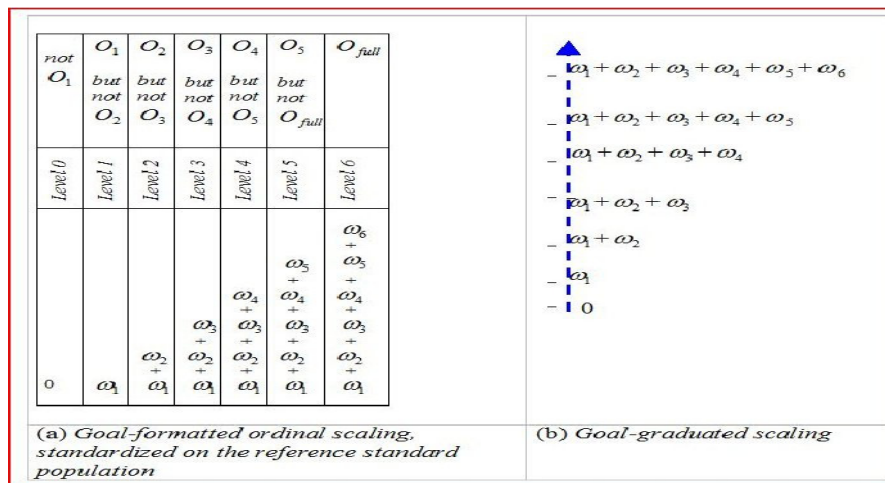 not O₁
O₁ but not O₂
O₂ but not O₃
O₃ but not O₄
O₄ but not O₅
O₅ but not O full
O full
Level 0
Level 1
Level 2
Level 3
Level 4
Level 5
Level 6
0
ω₁
ω₂ + ω₁
ω₃ + ω₂ + ω₁
ω₄ + ω₃ + ω₂ + ω₁
ω₅ + ω₄ + ω₃ + ω₂ + ω₁
ω₆ + ω₅ + ω₄ + ω₃ + ω₂ + ω₁
(a) Goal-formatted ordinal scaling,
standardized on the reference standard
population
ω₁ + ω₂ + ω₃ + ω₄ + ω₅ + ω₆
ω₁ + ω₂ + ω₃ + ω₄ + ω₅
ω₁ + ω₂ + ω₃ + ω₄
ω₁ + ω₂ + ω₃
ω₁ + ω₂
ω₁
0
(b) Goal-graduated scaling